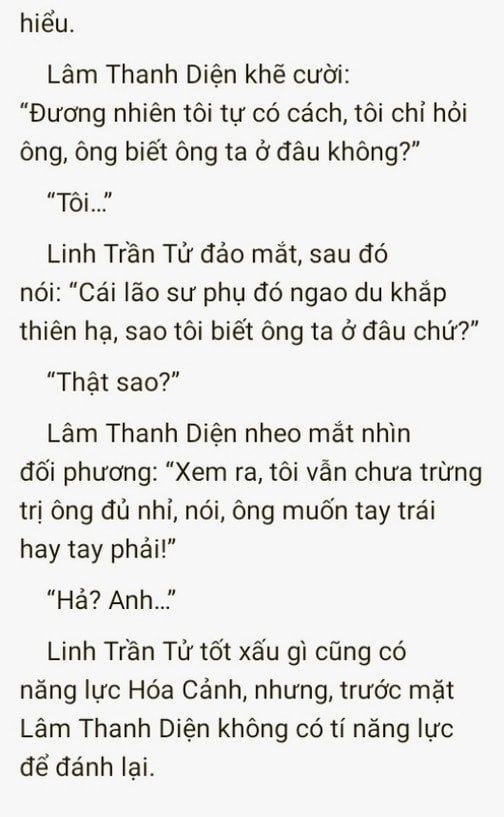 hiểu.
Lâm Thanh Diện khẽ cười:
“Đương nhiên tôi tự có cách, tôi chỉ hỏi
ông, ông biết ông ta ở đâu không?”
“Tôi...”
Linh Trần Tử đảo mắt, sau đó
nói: “Cái lão sư phụ đó ngao du khắp
thiên hạ, sao tôi biết ông ta ở đâu chứ?”
“Thật sao?”
Lâm Thanh Diện nheo mắt nhìn
đối phương: “Xem ra, tôi vẫn chưa trừng
trị ông đủ nhỉ, nói, ông muốn tay trái
hay tay phải!”
“Hả? Anh...”
Linh Trần Tử tốt xấu gì cũng có
năng lực Hóa Cảnh, nhưng, trước mặt
Lâm Thanh Diện không có tí năng lực
để đánh lại.